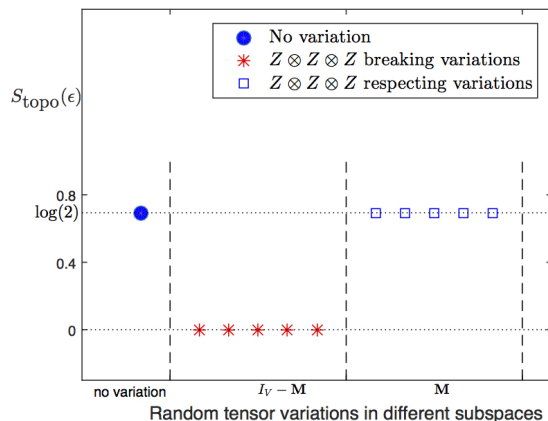 No variation
Z ⊗ Z ⊗ Z breaking variations
Z ⊗ Z ⊗ Z respecting variations
S_topo(ϵ)
0.8
log(2)
0.4
0
no variation I_V − M M
Random tensor variations in different subspaces